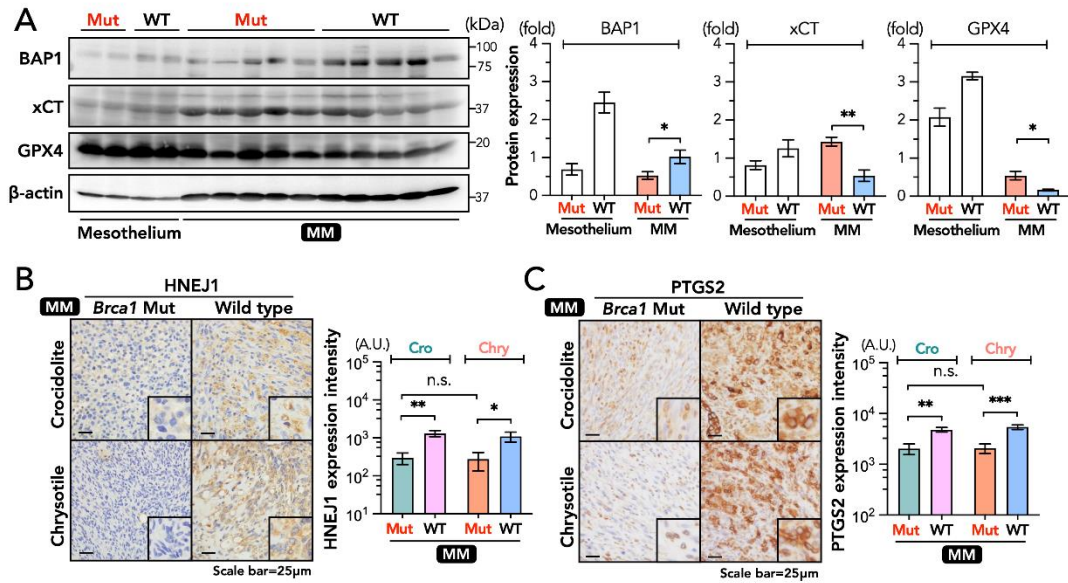 A
Mut WT Mut WT (kDa)
BAP1
100
75
xCT
37
GPX4
20
β-actin
37
Mesothelium MM
(fold) BAP1
Protein expression
4
3
2
1
0
Mut WT Mut WT
Mesothelium MM
*
(fold) xCT
4
3
2
1
0
**
Mut WT Mut WT
Mesothelium MM
(fold) GPX4
4
3
2
1
0
*
Mut WT Mut WT
Mesothelium MM
B
HNEJ1
MM Brca1 Mut Wild type
Crocidolite
Chrysotile
Scale bar=25μm
(A.U.) Cro Chry
HNEJ1 expression intensity
10⁵
10⁴
10³
10²
10¹
n.s.
** *
Mut WT Mut WT
MM
C
PTGS2
MM Brca1 Mut Wild type
Crocidolite
Chrysotile
Scale bar=25μm
(A.U.) Cro Chry
PTGS2 expression intensity
10⁵
10⁴
10³
10²
n.s.
** ***
Mut WT Mut WT
MM